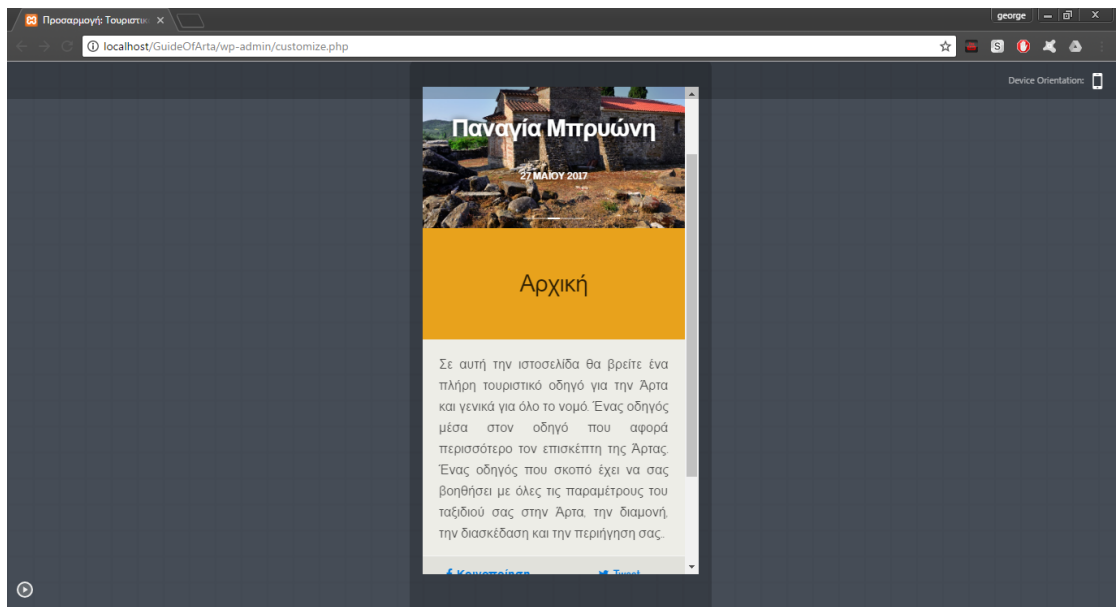 Προσαρμογή: Τουριστικ
george
localhost/GuideOfArta/wp-admin/customize.php
Device Orientation:
Παναγία Μπρυώνη
27 ΜΑΪΟΥ 2017
Αρχική
Σε αυτή την ιστοσελίδα θα βρείτε ένα
πλήρη τουριστικό οδηγό για την Άρτα
και γενικά για όλο το νομό. Ένας οδηγός
μέσα στον οδηγό που αφορά
περισσότερο τον επισκέπτη της Άρτας.
Ένας οδηγός που σκοπό έχει να σας
βοηθήσει με όλες τις παραμέτρους του
ταξιδιού σας στην Άρτα, την διαμονή,
την διασκέδαση και την περιήγηση σας..
Κοινοποίηση Tweet